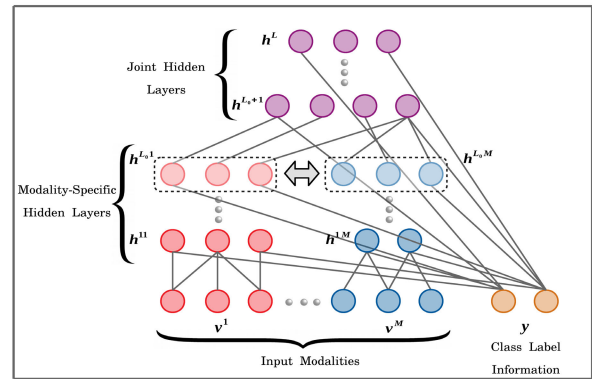 h^L
Joint Hidden
Layers
h^{L_s+1}
h^{L_s1}
h^{L_sM}
Modality-Specific
Hidden Layers
h^{11}
h^{1M}
v^1
v^M
y
Input Modalities
Class Label
Information